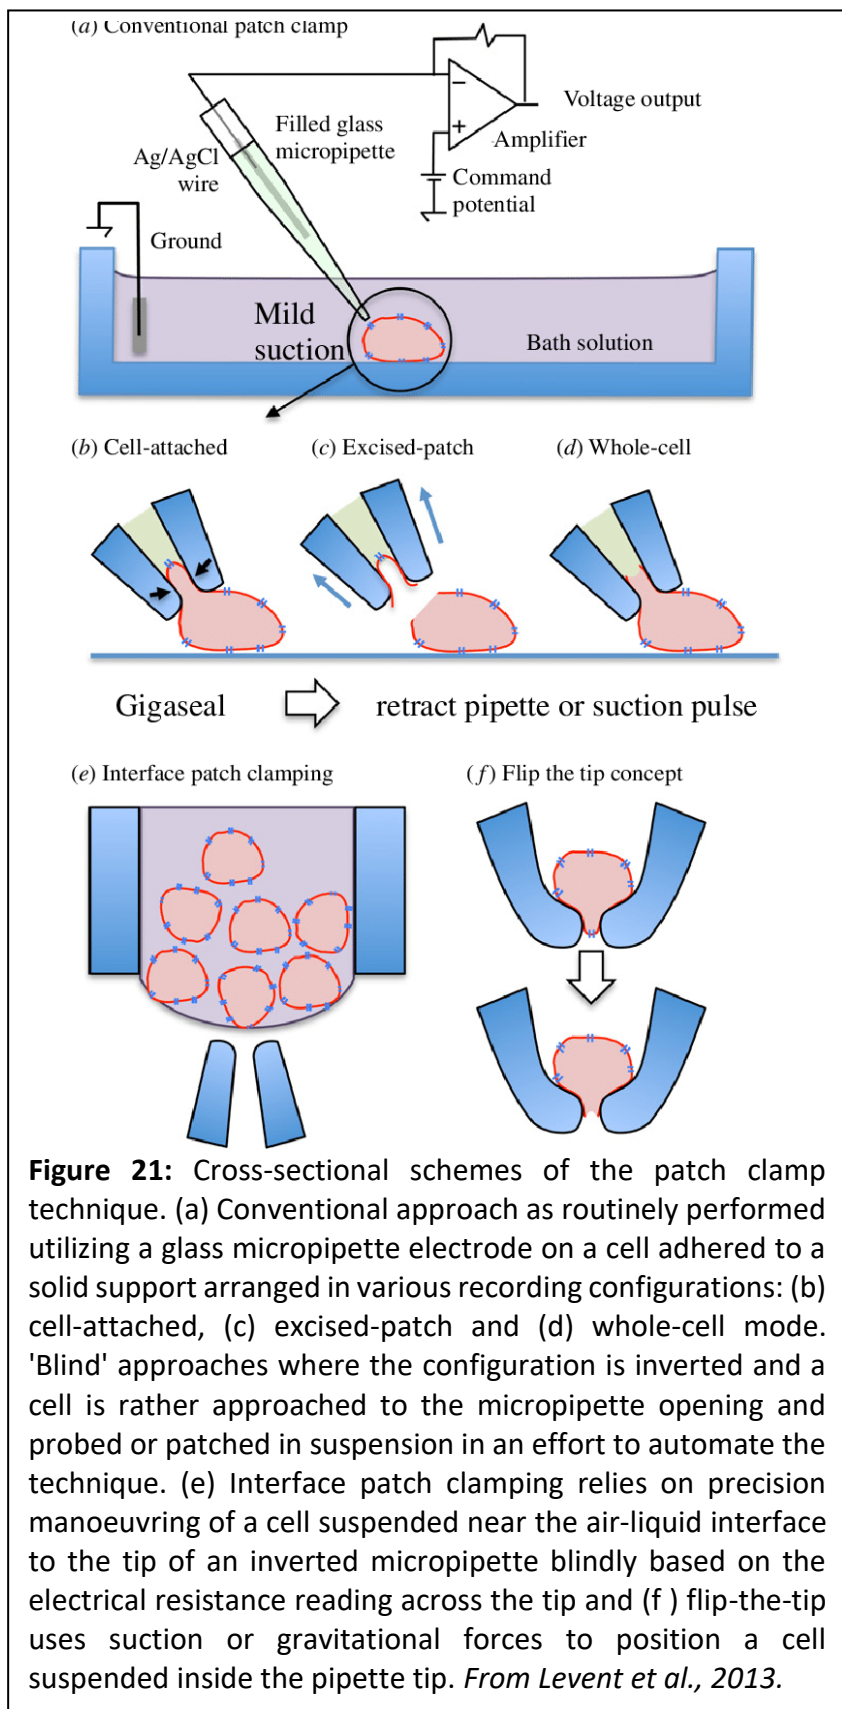 (a) Conventional patch clamp
Voltage output
Filled glass
micropipette
Amplifier
Ag/AgCl
wire
Command
potential
Ground
Mild
suction
Bath solution
(b) Cell-attached
(c) Excised-patch
(d) Whole-cell
Gigaseal
retract pipette or suction pulse
(e) Interface patch clamping
(f) Flip the tip concept
Figure 21: Cross-sectional schemes of the patch clamp
technique. (a) Conventional approach as routinely performed
utilizing a glass micropipette electrode on a cell adhered to a
solid support arranged in various recording configurations: (b)
cell-attached, (c) excised-patch and (d) whole-cell mode.
'Blind' approaches where the configuration is inverted and a
cell is rather approached to the micropipette opening and
probed or patched in suspension in an effort to automate the
technique. (e) Interface patch clamping relies on precision
manoeuvring of a cell suspended near the air-liquid interface
to the tip of an inverted micropipette blindly based on the
electrical resistance reading across the tip and (f ) flip-the-tip
uses suction or gravitational forces to position a cell
suspended inside the pipette tip. From Levent et al., 2013.